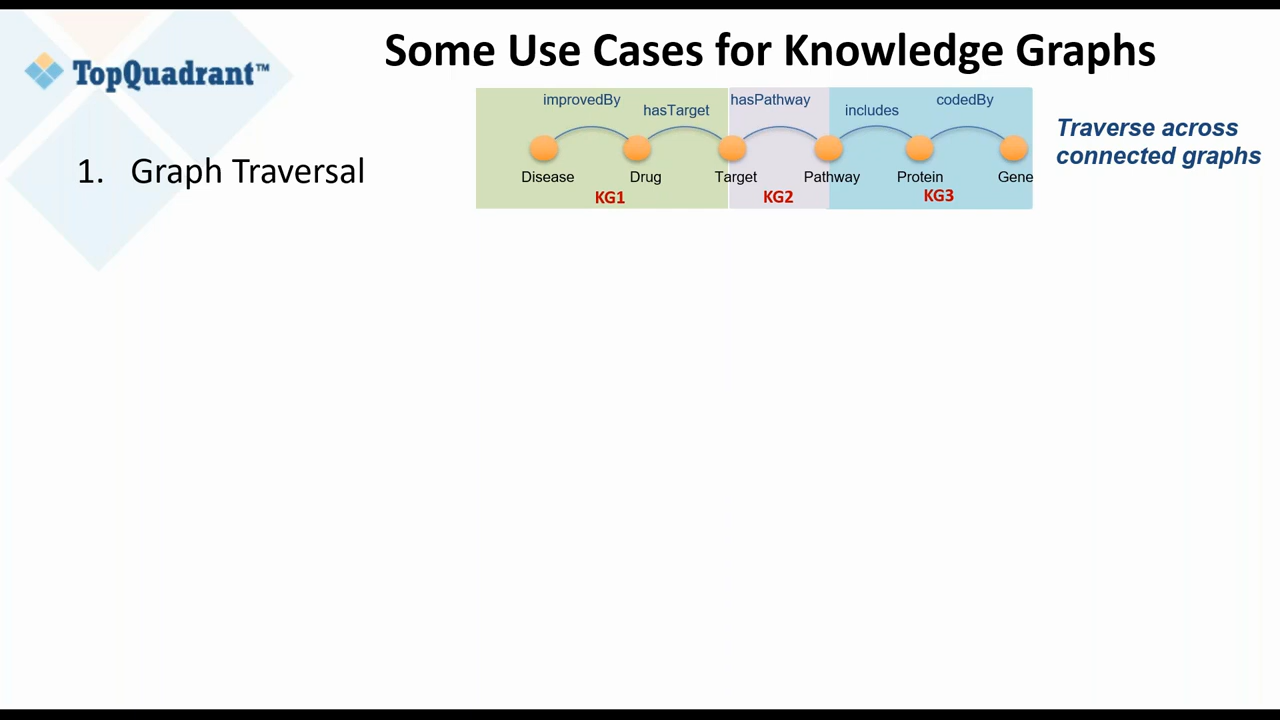 Some Use Cases for Knowledge Graphs
TopQuadrant™
1. Graph Traversal
improvedBy
hasTarget
hasPathway
includes
codedBy
Disease
Drug
Target
Pathway
Protein
Gene
KG1
KG2
KG3
Traverse across
connected graphs